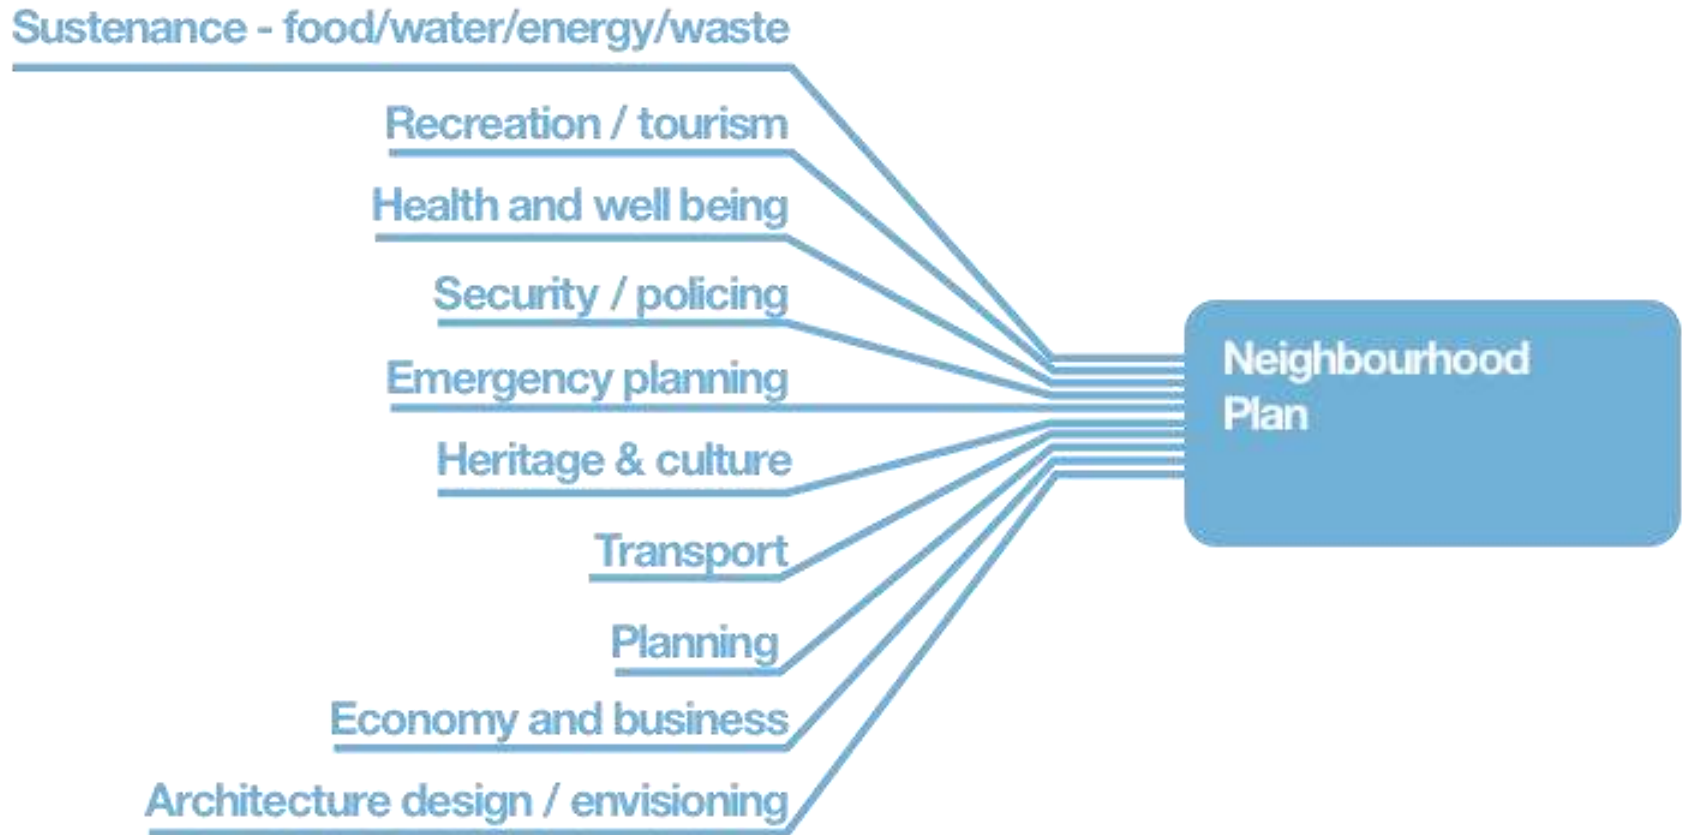 Sustenance - food/water/energy/waste
Recreation / tourism
Health and well being
Security / policing
Emergency planning
Heritage & culture
Transport
Planning
Economy and business
Architecture design / envisioning
Neighbourhood
Plan